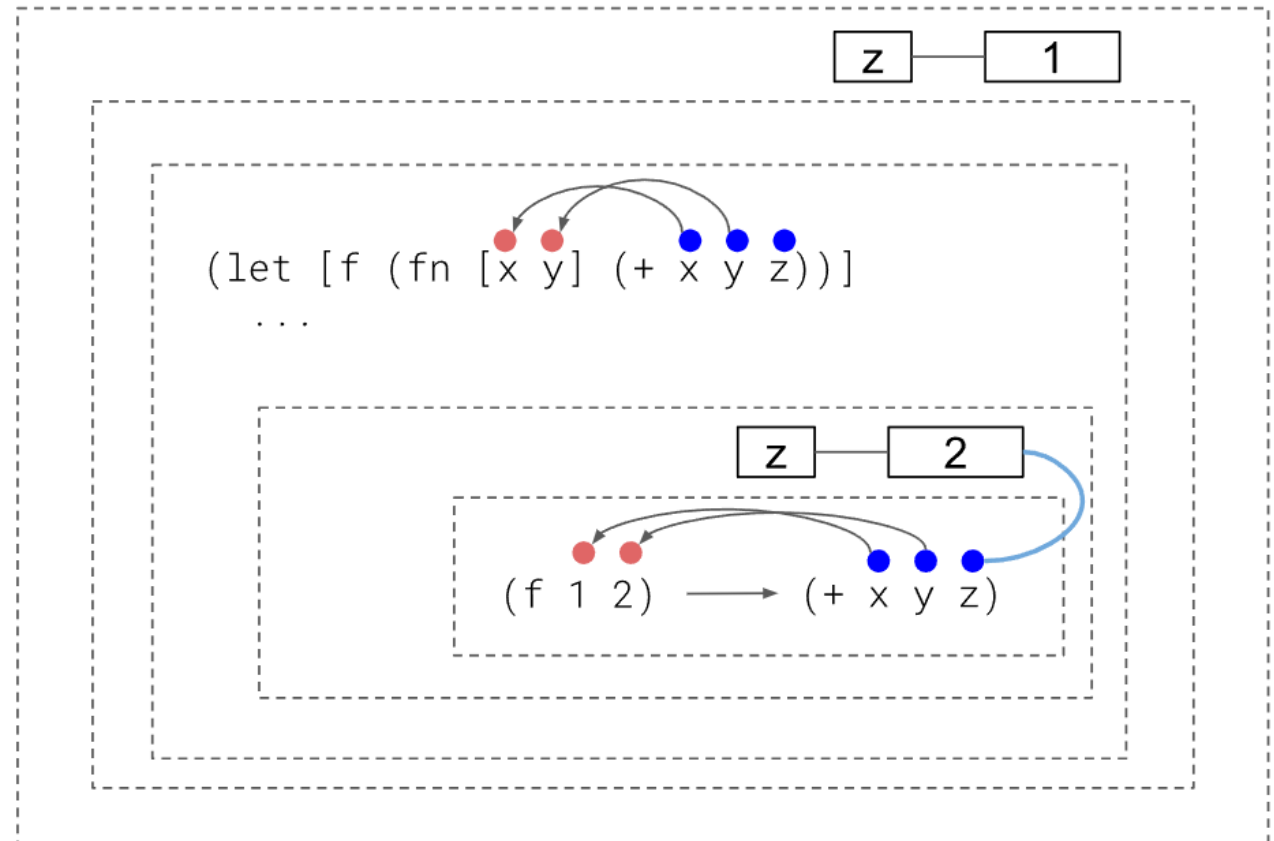 z 1
(let [f (fn [x y] (+ x y z))]
...
z 2
(f 1 2) (+ x y z)